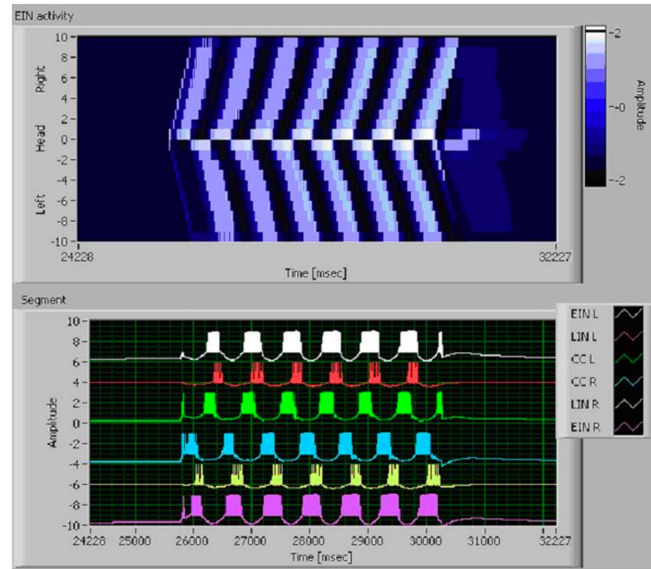 EIN activity
10
8
6
4
2
0
-2
-4
-6
-8
-10
Right
Head
Left
24228
32227
Time [msec]
-2
-0
-2
Amplitude
Segment
10
8
6
4
2
0
-2
-4
-6
-8
-10
Amplitude
24228 25000 26000 27000 28000 29000 30000 31000 32227
Time [msec]
EIN L
LIN L
CC L
CC R
LIN R
EIN R